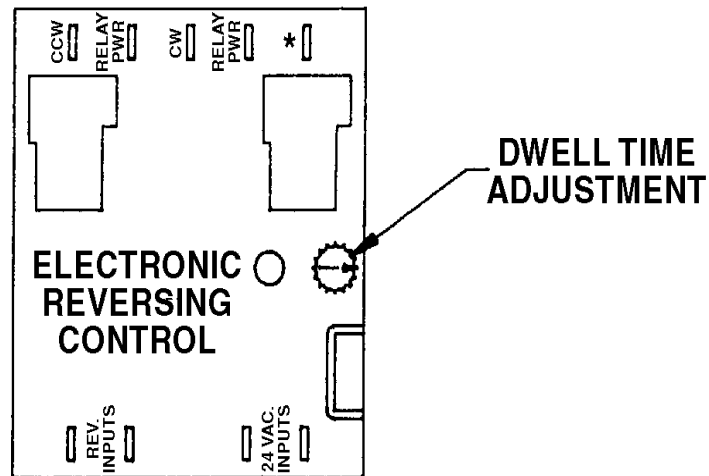 CCW
RELAY
PWR
CW
RELAY
PWR
*
DWELL TIME
ADJUSTMENT
ELECTRONIC
REVERSING
CONTROL
REV.
INPUTS
24 VAC.
INPUTS